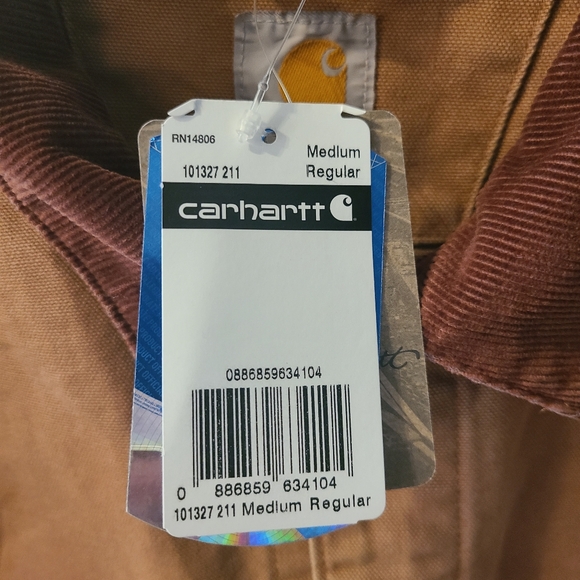 RN14806
Medium
101327 211 Regular
carhartt
0886859634104
0 886859 634104
101327 211 Medium Regular